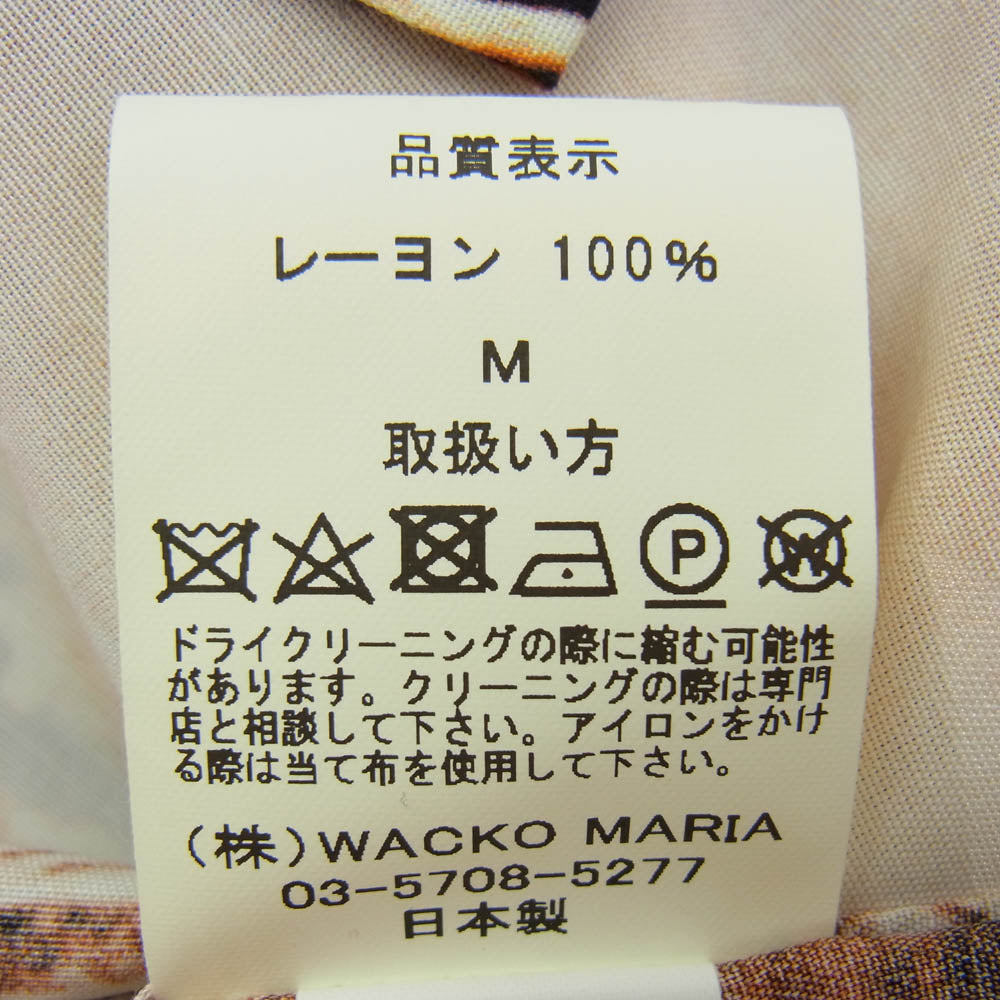 品質表示
レーヨン 100%
M
取扱い方
P W
ドライクリーニングの際に縮む可能性
があります。クリーニングの際は専門
店と相談して下さい。アイロンをかけ
る際は当て布を使用して下さい。
(株)WACKO MARIA
03-5708-5277
日本製